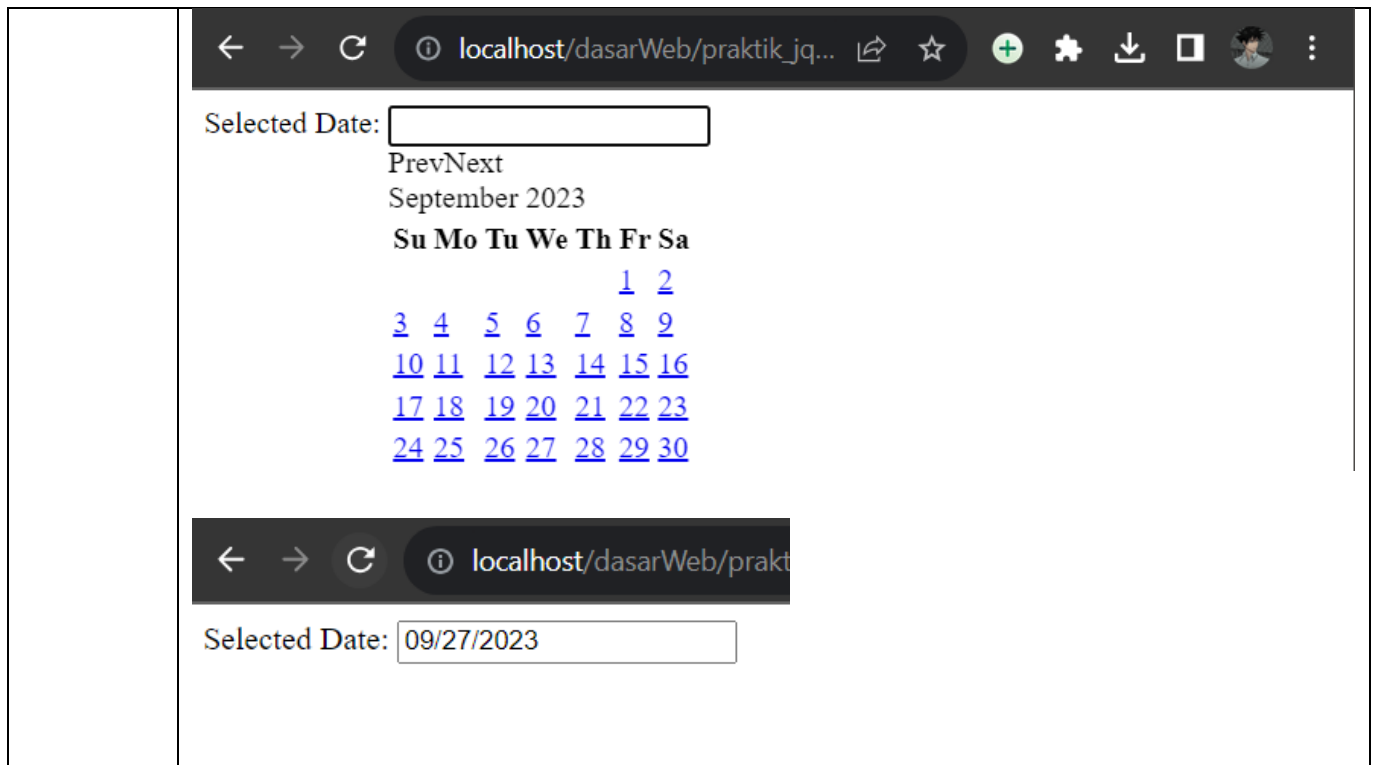 localhost/dasarWeb/praktik_jq...
Selected Date:
PrevNext
September 2023
Su Mo Tu We Th Fr Sa
1 2
3 4 5 6 7 8 9
10 11 12 13 14 15 16
17 18 19 20 21 22 23
24 25 26 27 28 29 30
localhost/dasarWeb/prakt
Selected Date: 09/27/2023